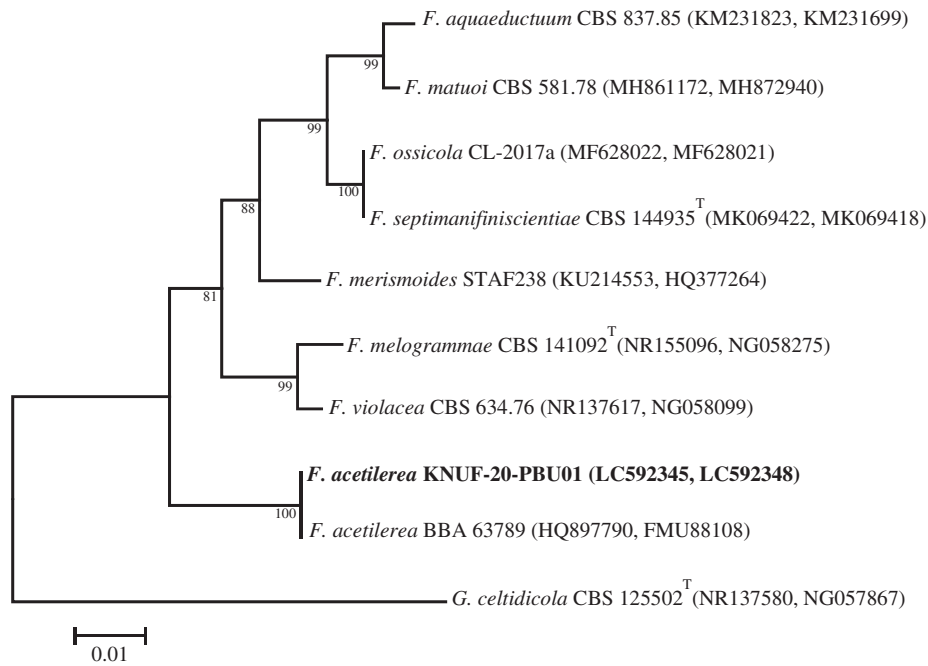 F. aquaeductuum CBS 837.85 (KM231823, KM231699)
99
F. matuoi CBS 581.78 (MH861172, MH872940)
99
F. ossicola CL-2017a (MF628022, MF628021)
100
F. septimanifiniscientiae CBS 144935T(MK069422, MK069418)
88
F. merismoides STAF238 (KU214553, HQ377264)
81
F. melogrammae CBS 141092T(NR155096, NG058275)
99
F. violacea CBS 634.76 (NR137617, NG058099)
F. acetilerea KNUF-20-PBU01 (LC592345, LC592348)
100
F. acetilerea BBA 63789 (HQ897790, FMU88108)
G. celtidicola CBS 125502T(NR137580, NG057867)
0.01